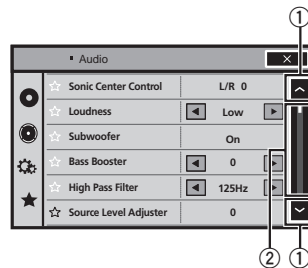 ①
Audio
Sonic Center Control L/R 0
Loudness Low
Subwoofer On
Bass Booster 0
High Pass Filter 125Hz
Source Level Adjuster 0
② ①